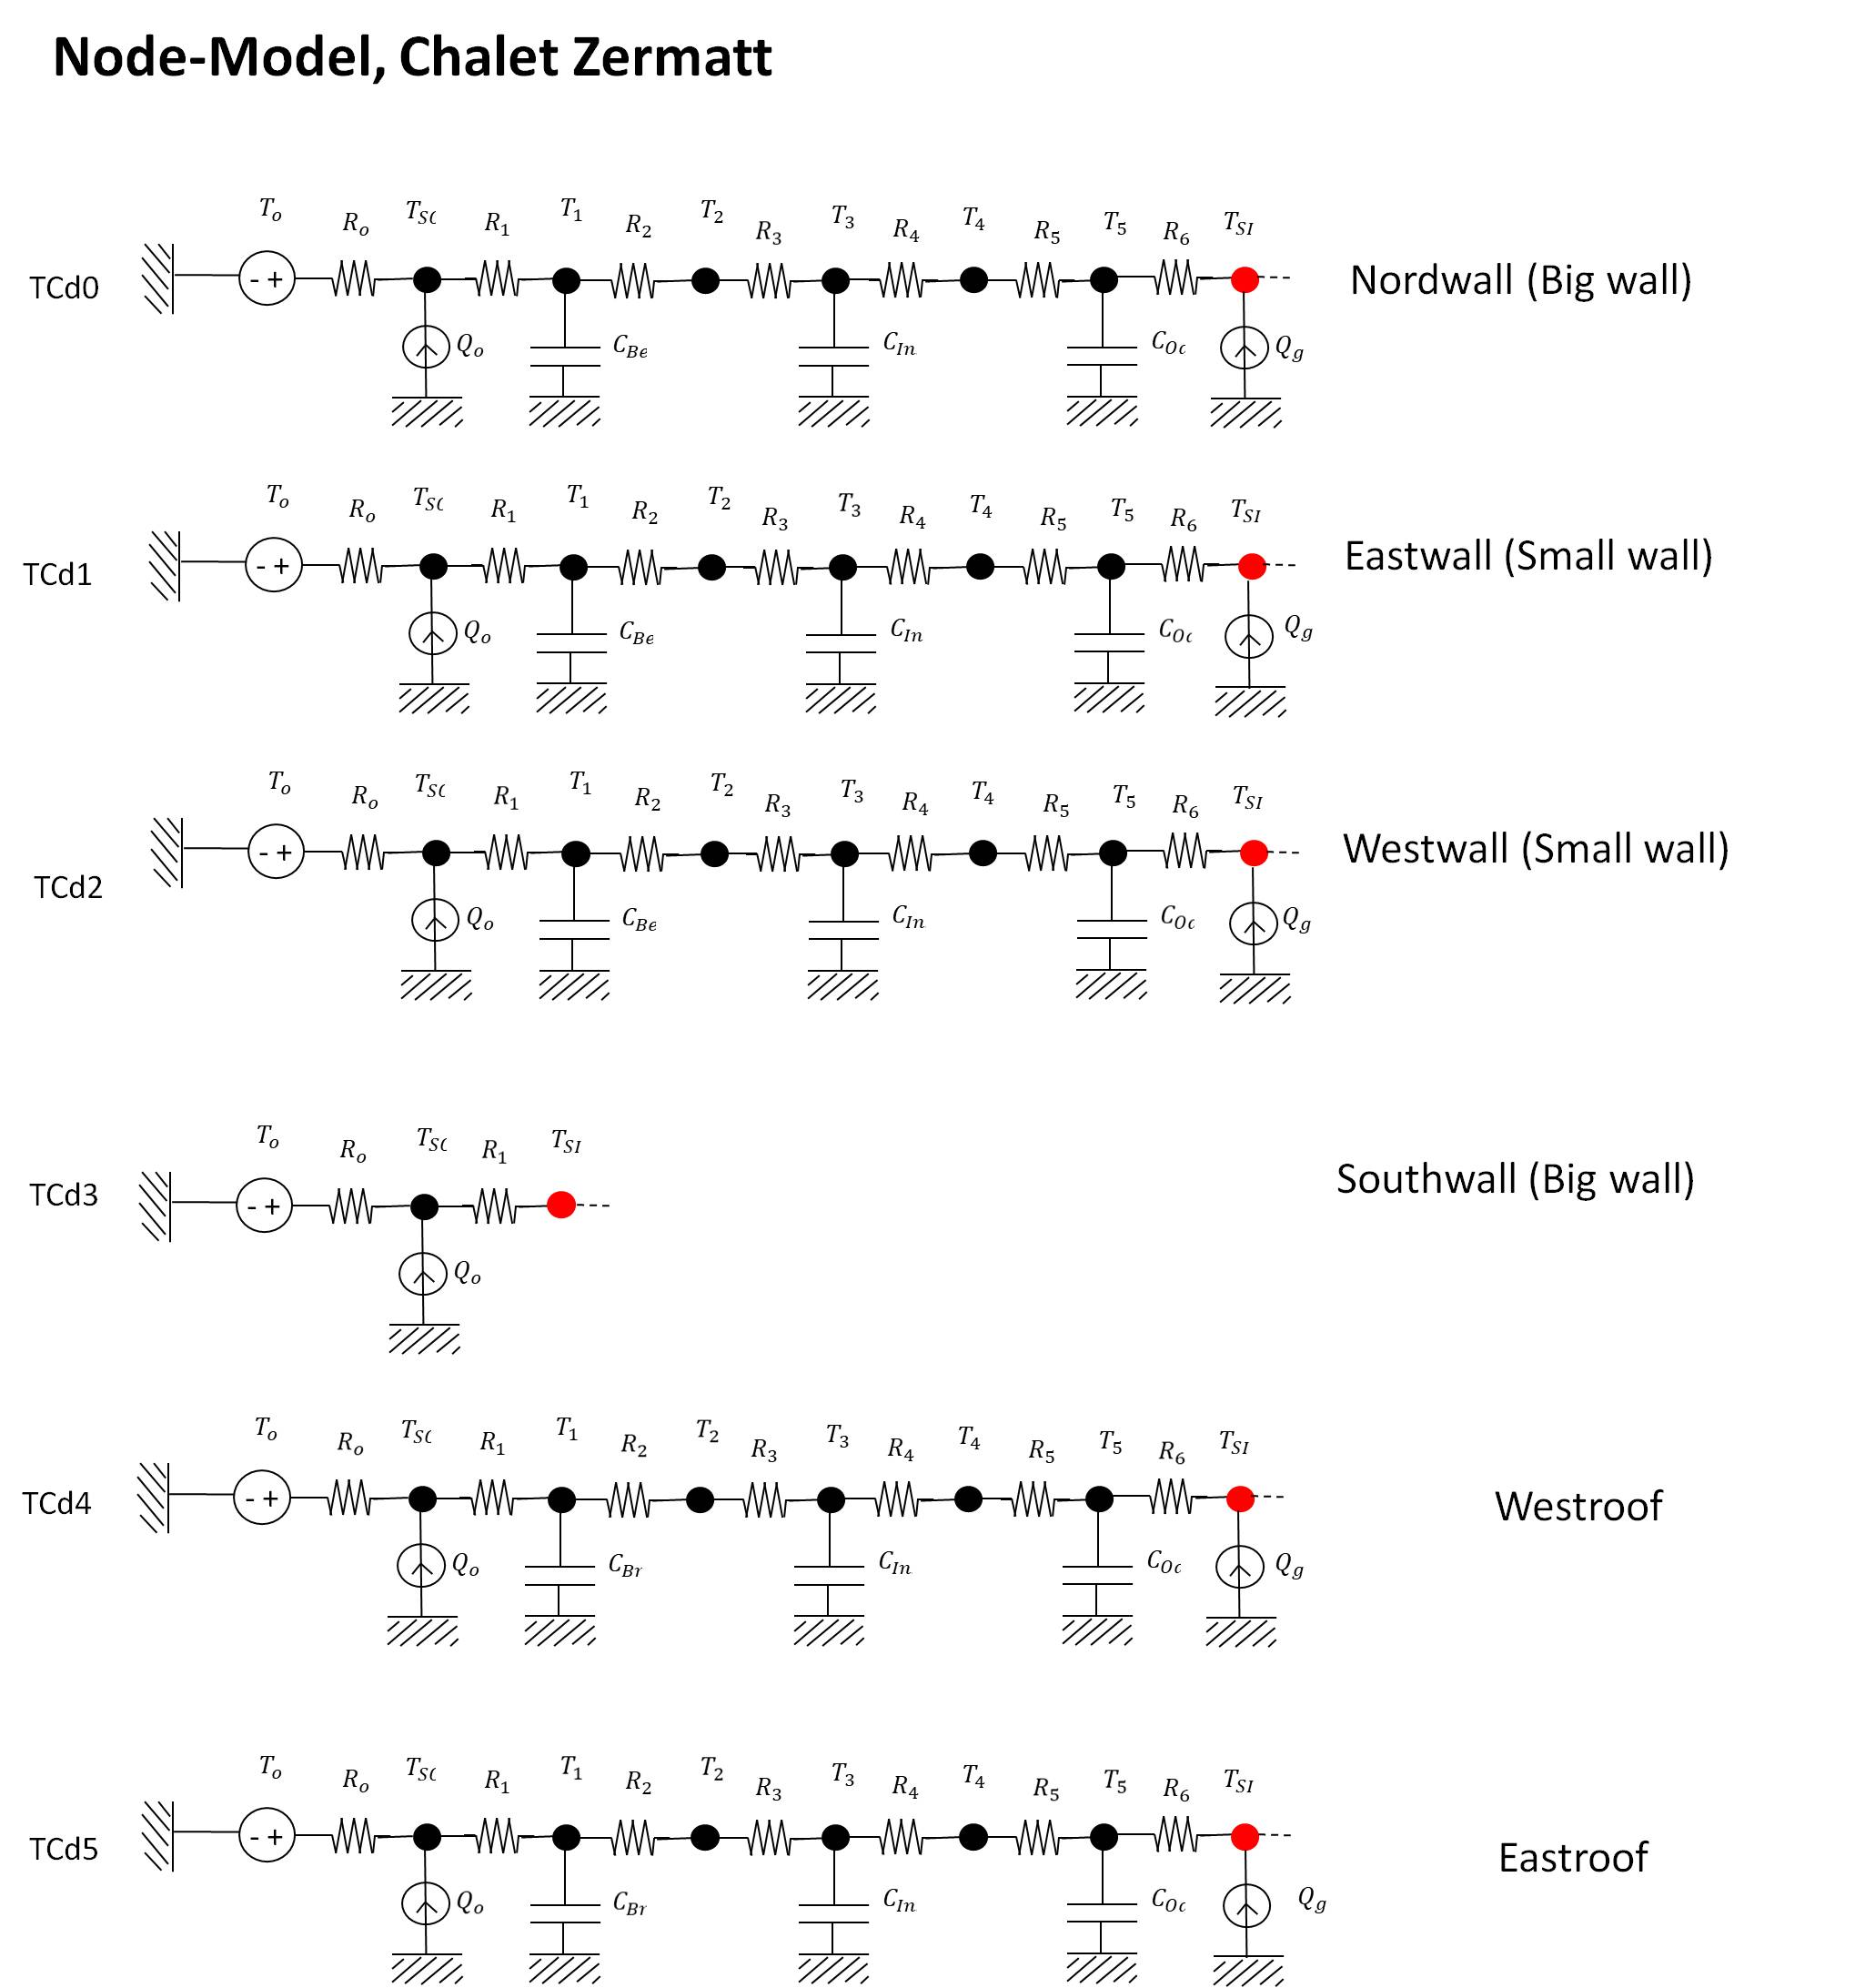 Node-Model, Chalet Zermatt
T_o R_o T_SO R_1 T_1 R_2 T_2 R_3 T_3 R_4 T_4 R_5 T_5 R_6 T_SI
TCd0 - + Nordwall (Big wall)
Q_o C_Be C_In C_Oc Q_g
T_o R_o T_SO R_1 T_1 R_2 T_2 R_3 T_3 R_4 T_4 R_5 T_5 R_6 T_SI
TCd1 - + Eastwall (Small wall)
Q_o C_Be C_In C_Oc Q_g
T_o R_o T_SO R_1 T_1 R_2 T_2 R_3 T_3 R_4 T_4 R_5 T_5 R_6 T_SI
TCd2 - + Westwall (Small wall)
Q_o C_Be C_In C_Oc Q_g
T_o R_o T_SO R_1 T_SI
TCd3 - + Southwall (Big wall)
Q_o
T_o R_o T_SO R_1 T_1 R_2 T_2 R_3 T_3 R_4 T_4 R_5 T_5 R_6 T_SI
TCd4 - + Westroof
Q_o C_Br C_In C_Oc Q_g
T_o R_o T_SO R_1 T_1 R_2 T_2 R_3 T_3 R_4 T_4 R_5 T_5 R_6 T_SI
TCd5 - + Eastroof
Q_o C_Br C_In C_Oc Q_g